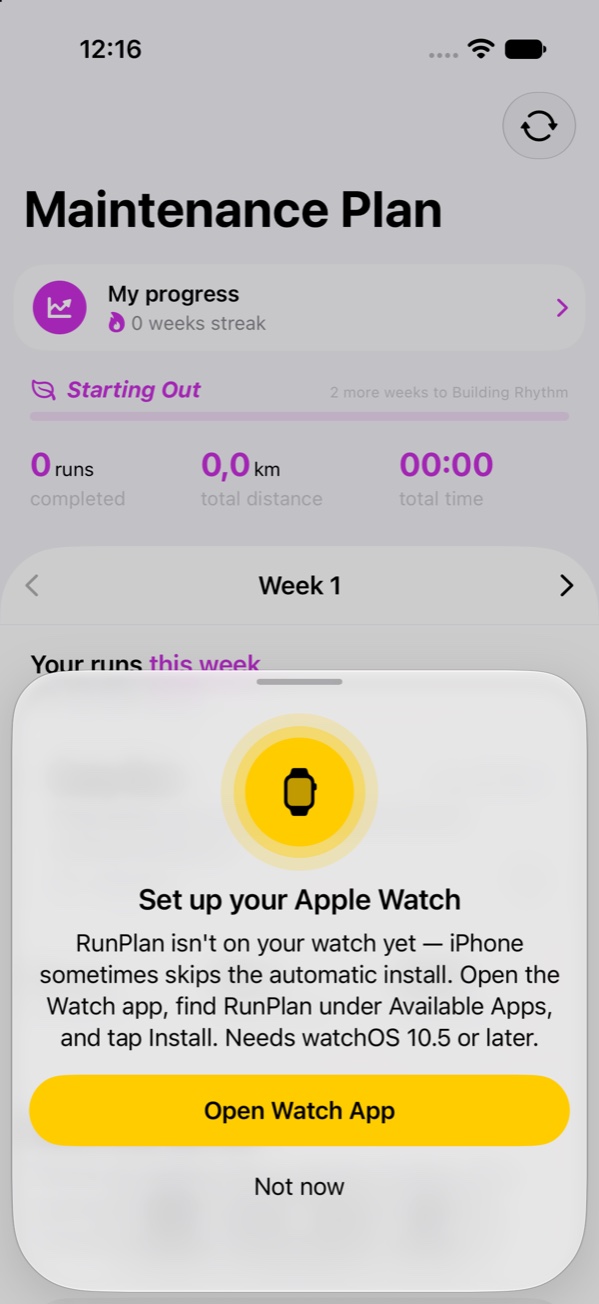 12:16
Maintenance Plan
My progress
0 weeks streak
Starting Out
2 more weeks to Building Rhythm
0 runs
0,0 km
00:00
completed
total distance
total time
Week 1
Your runs this week
Set up your Apple Watch
RunPlan isn't on your watch yet — iPhone
sometimes skips the automatic install. Open the
Watch app, find RunPlan under Available Apps,
and tap Install. Needs watchOS 10.5 or later.
Open Watch App
Not now